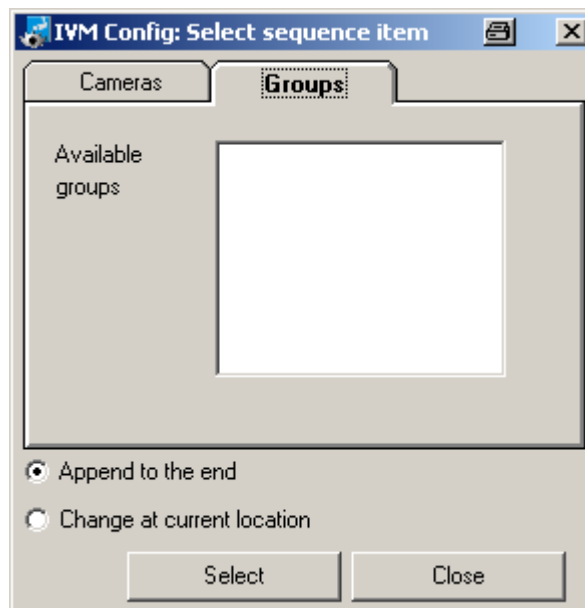 IVM Config: Select sequence item
Cameras
Groups
Available
groups
Append to the end
Change at current location
Select
Close